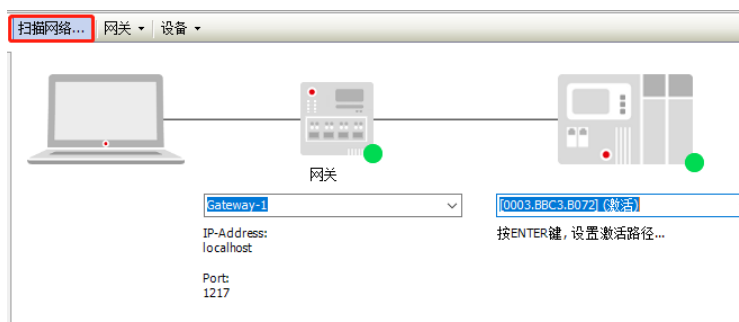 扫描网络... 网关 设备
网关
Gateway-1
[0003.BBC3.B072] (激活)
IP-Address:
localhost
按ENTER键, 设置激活路径...
Port:
1217